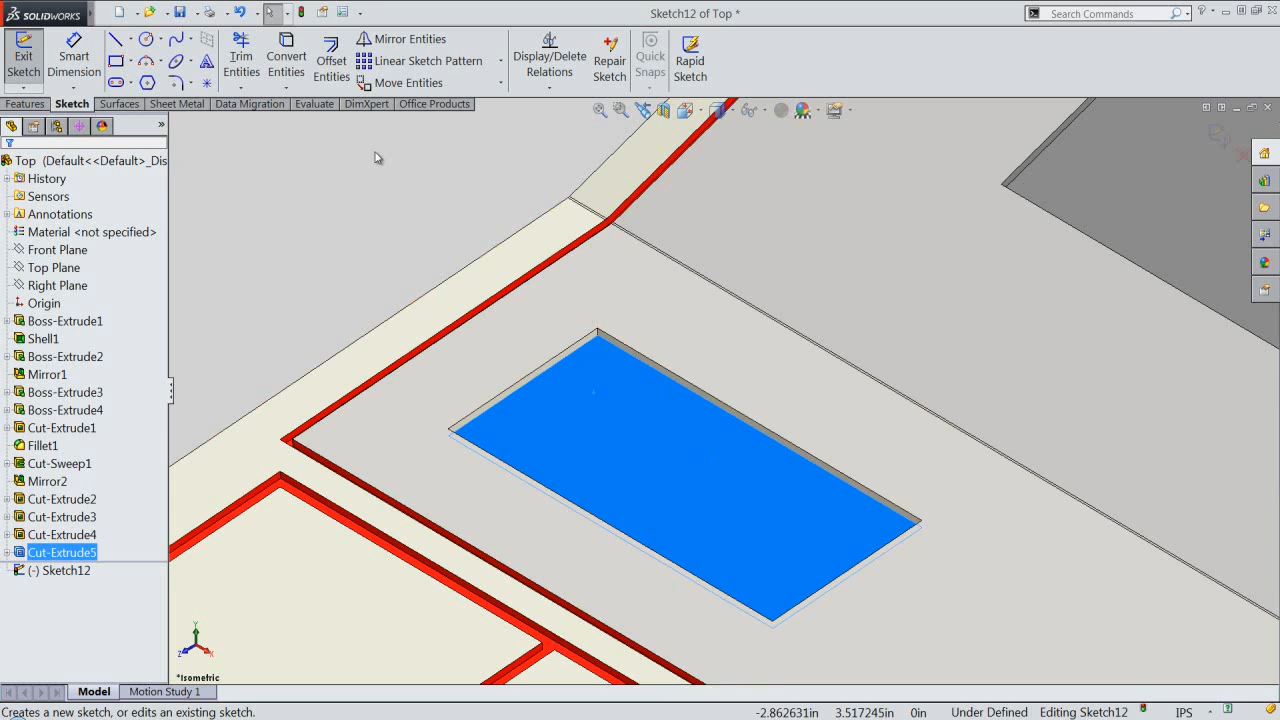 SOLIDWORKS
Sketch12 of Top *
Search Commands
Exit Sketch
Smart Dimension
Trim Entities
Convert Entities
Offset Entities
Mirror Entities
Linear Sketch Pattern
Move Entities
Display/Delete Relations
Repair Sketch
Quick Snaps
Rapid Sketch
Features
Sketch
Surfaces
Sheet Metal
Data Migration
Evaluate
DimXpert
Office Products
Top (Default<<Default>_Dis
History
Sensors
Annotations
Material <not specified>
Front Plane
Top Plane
Right Plane
Origin
Boss-Extrude1
Shell1
Boss-Extrude2
Mirror1
Boss-Extrude3
Boss-Extrude4
Cut-Extrude1
Fillet1
Cut-Sweep1
Mirror2
Cut-Extrude2
Cut-Extrude3
Cut-Extrude4
Cut-Extrude5
(-) Sketch12
Y
Z
X
*Isometric
Model
Motion Study 1
Creates a new sketch, or edits an existing sketch.
-2.862631in
3.517245in
0in
Under Defined
Editing Sketch12
IPS